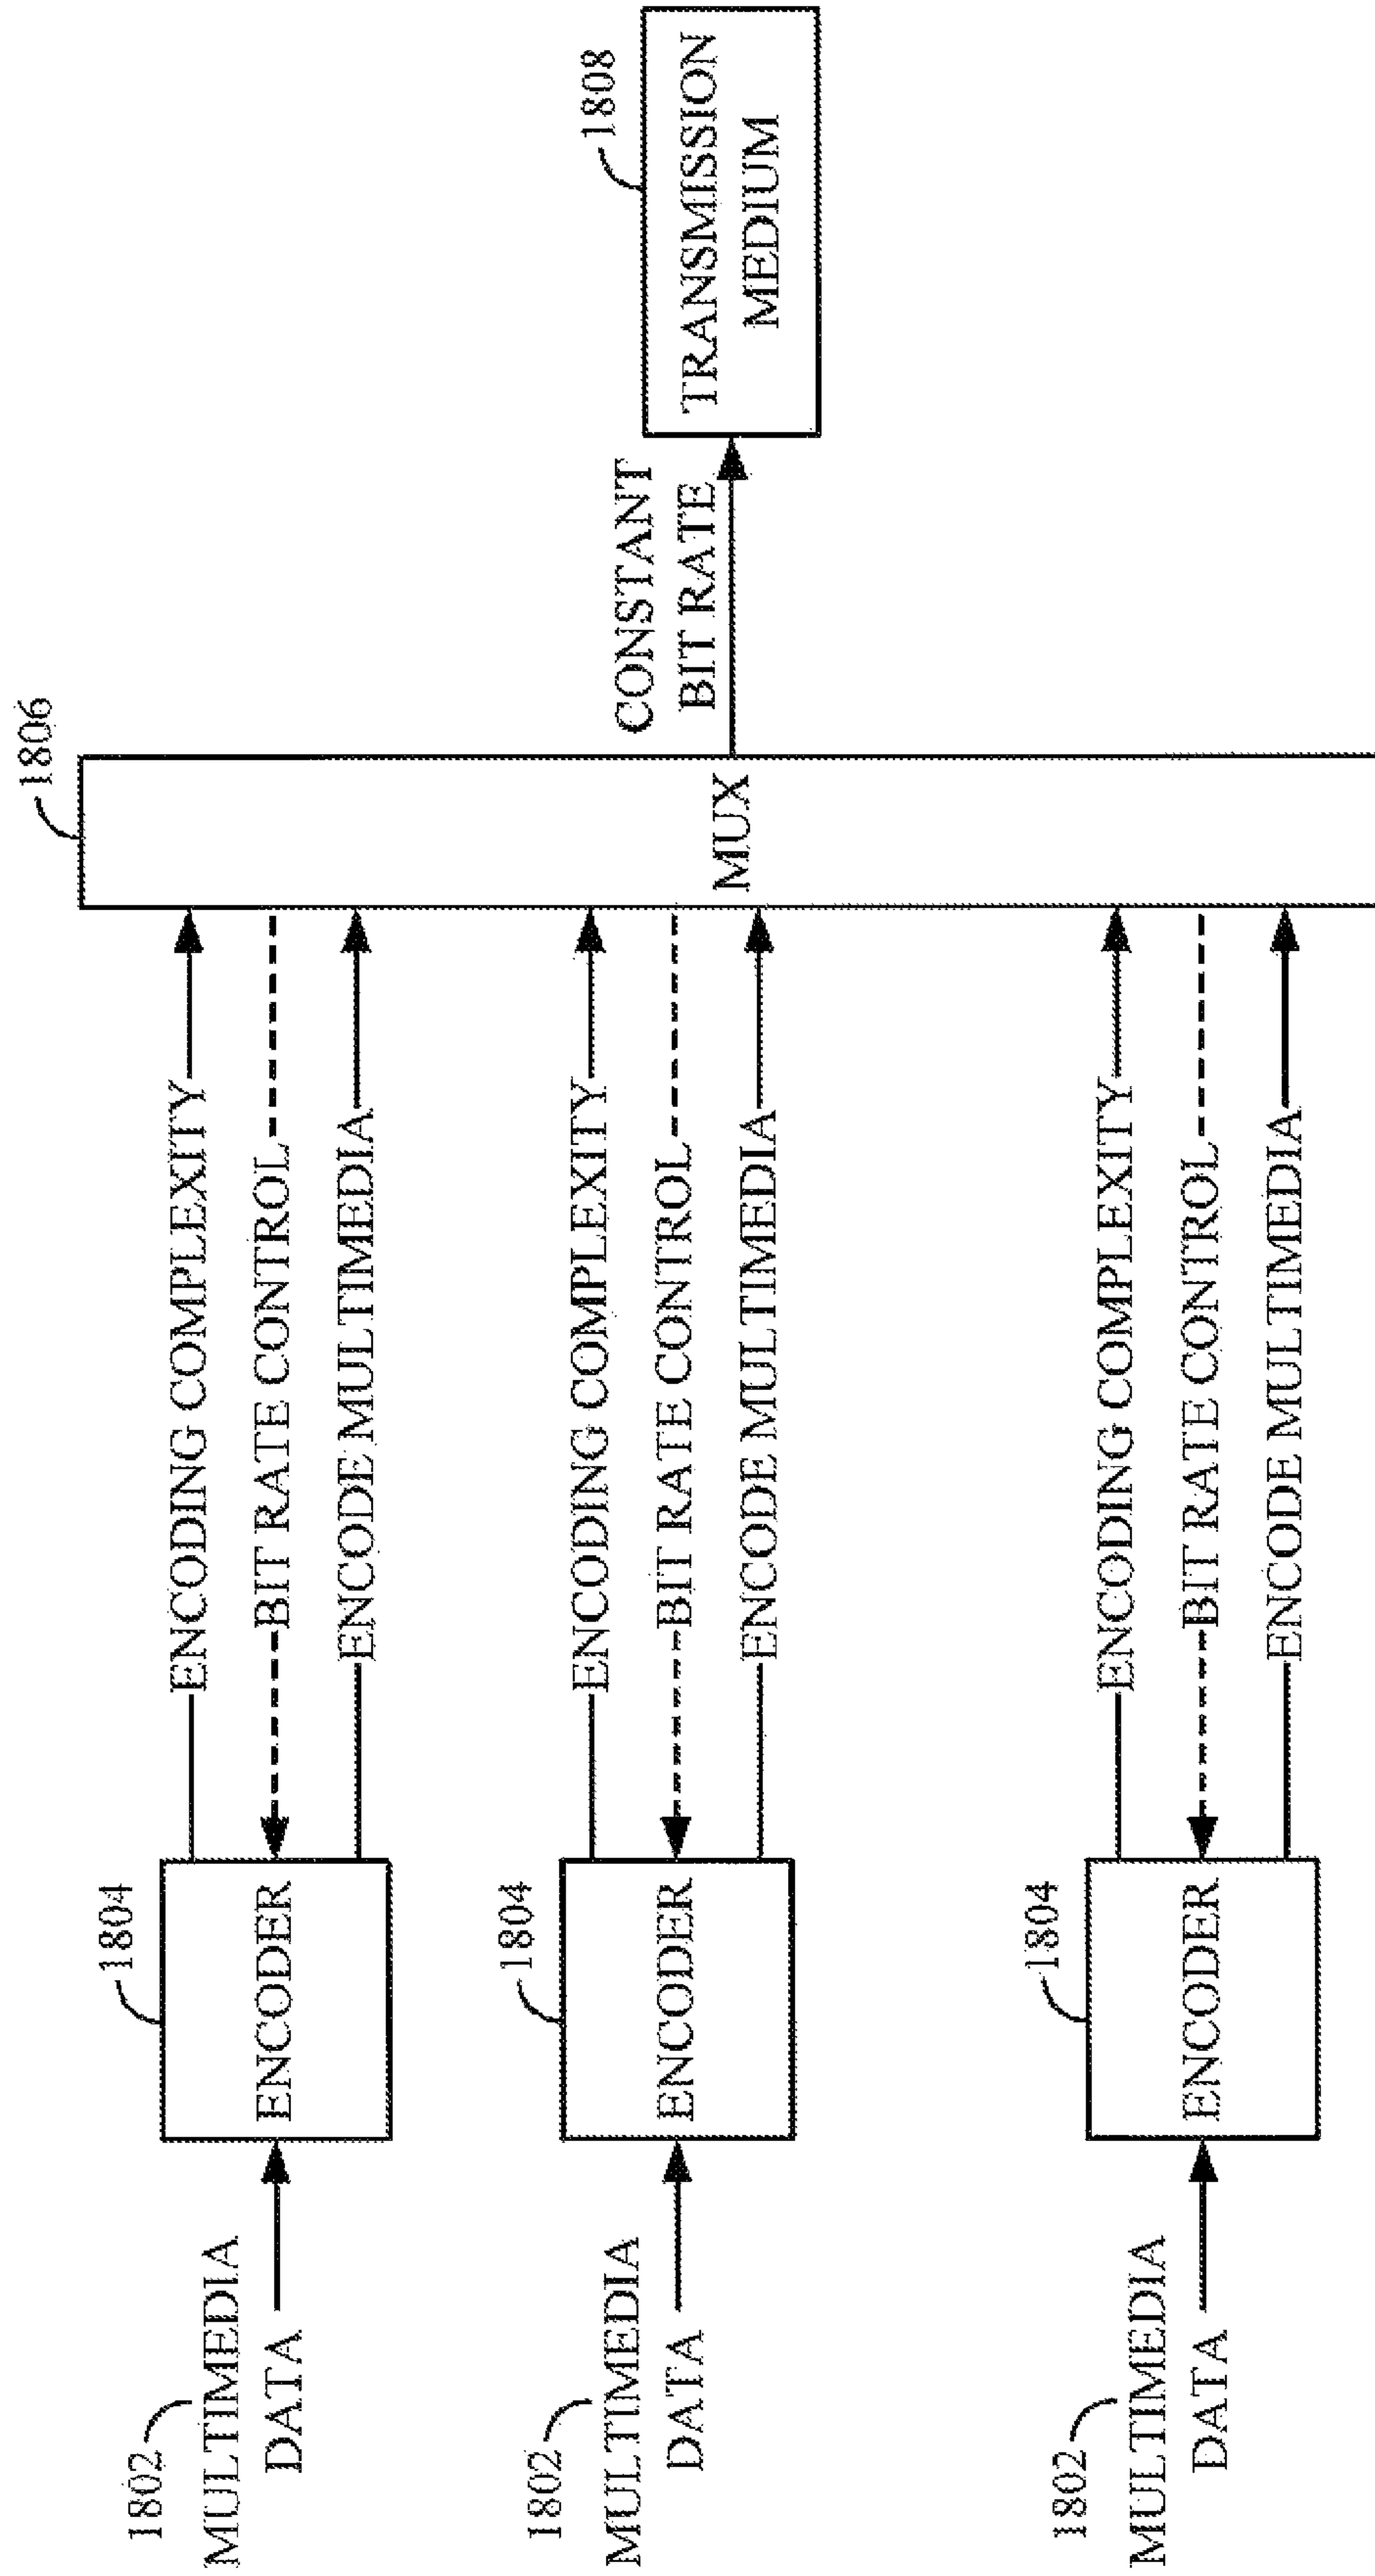 1802
MULTIMEDIA
DATA
1804
ENCODER
ENCODING COMPLEXITY
BIT RATE CONTROL
ENCODE MULTIMEDIA
1802
MULTIMEDIA
DATA
1804
ENCODER
ENCODING COMPLEXITY
BIT RATE CONTROL
ENCODE MULTIMEDIA
1802
MULTIMEDIA
DATA
1804
ENCODER
ENCODING COMPLEXITY
BIT RATE CONTROL
ENCODE MULTIMEDIA
1806
MUX
CONSTANT
BIT RATE
1808
TRANSMISSION
MEDIUM